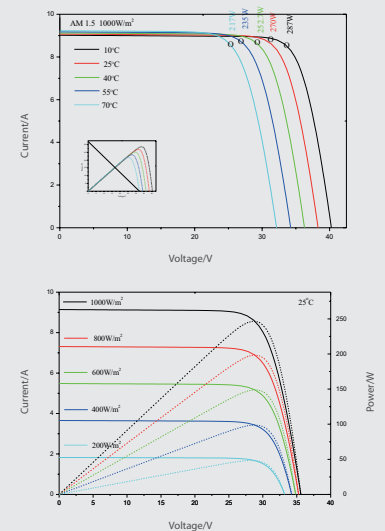 AM 1.5 1000W/m²
217W
235W
252.7W
270W
287W
10°C
25°C
40°C
55°C
70°C
Current/A
10
8
6
4
2
0
0
10
20
30
40
Voltage/V
25°C
1000W/m²
800W/m²
600W/m²
400W/m²
200W/m²
Current/A
10
8
6
4
2
0
Power/W
250
200
150
100
50
0
0
5
10
15
20
25
30
35
40
Voltage/V